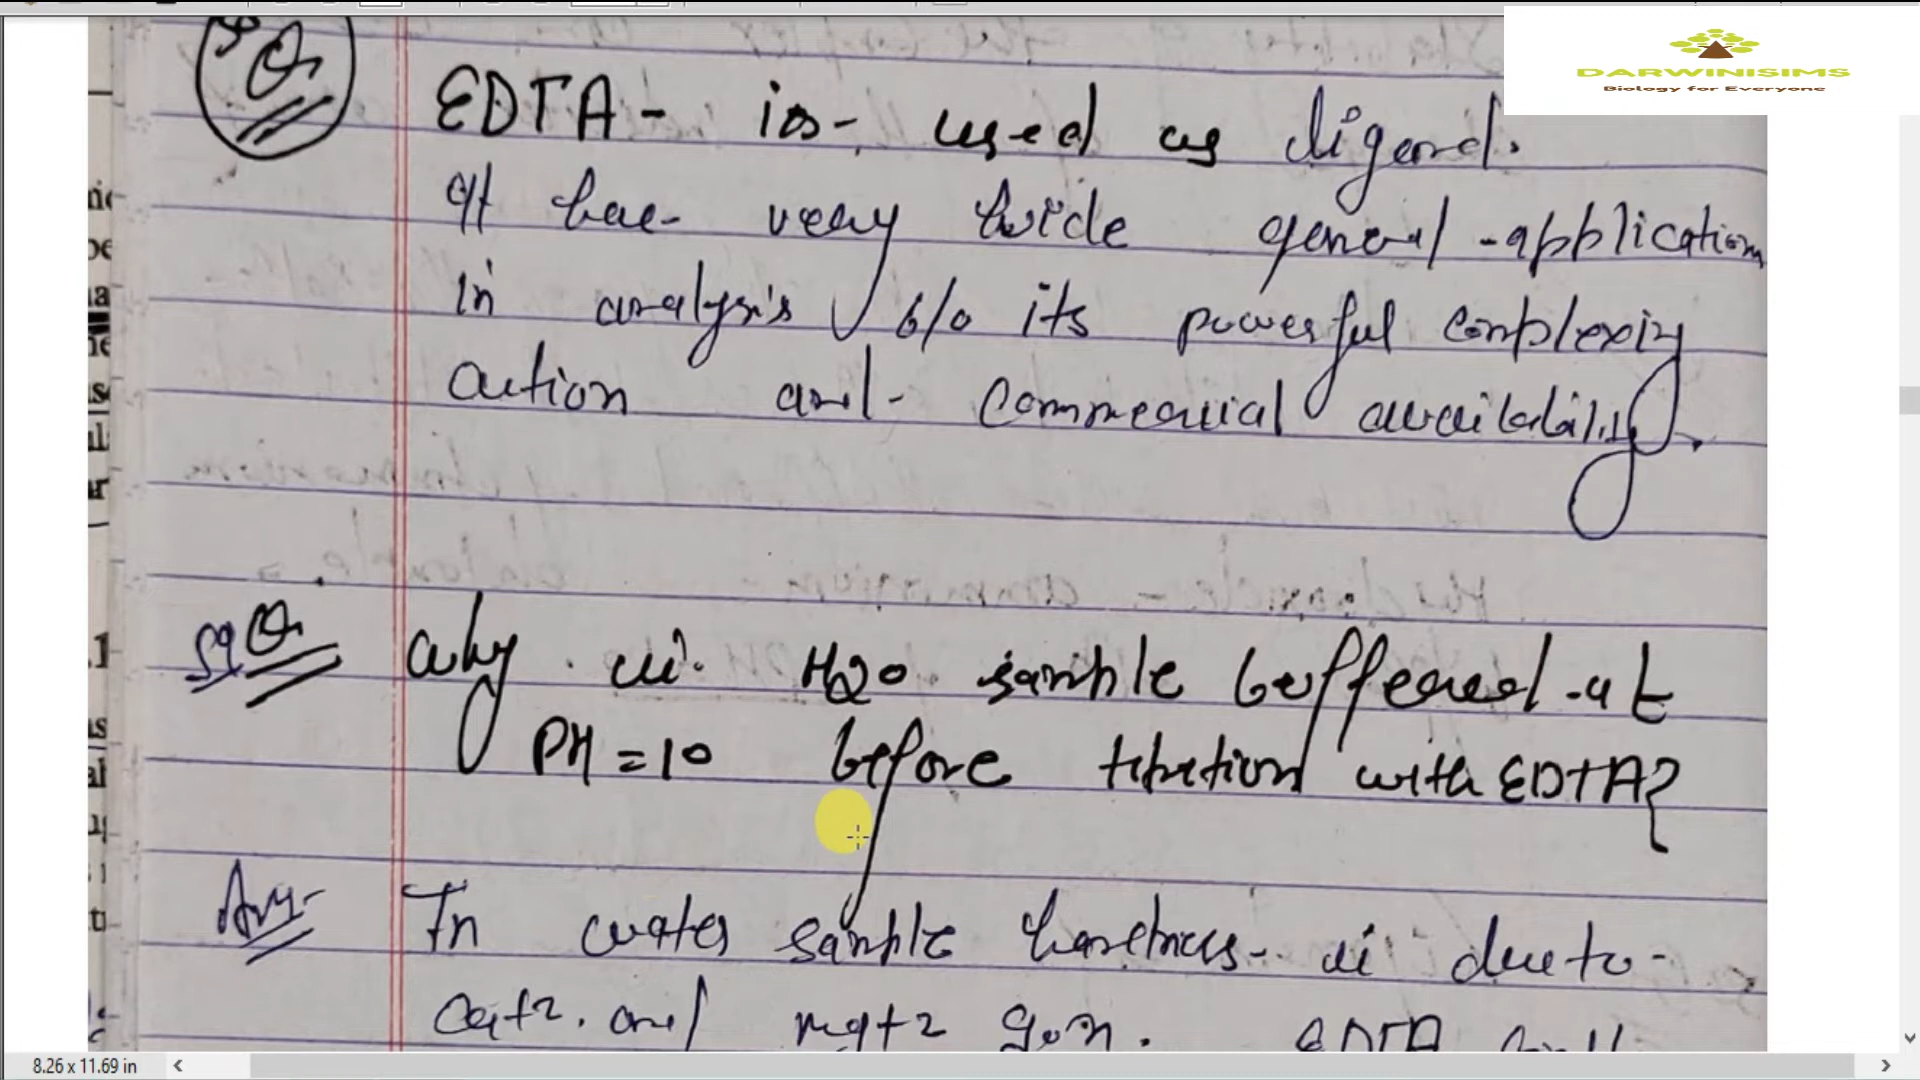 DARWINISIMS
Biology for Everyone
Q
EDTA - is - used as ligand.
It has very wide general - application
in analysis b/o its powerful complexing
action and - commercial availability.
59 Q
Why is H2O sample buffered - at
PH = 10 before titration with EDTA?
Ans -
In water sample hardness - is due to -
Ca+2. and Mg+2 Ion. EDTA
8.26 x 11.69 in